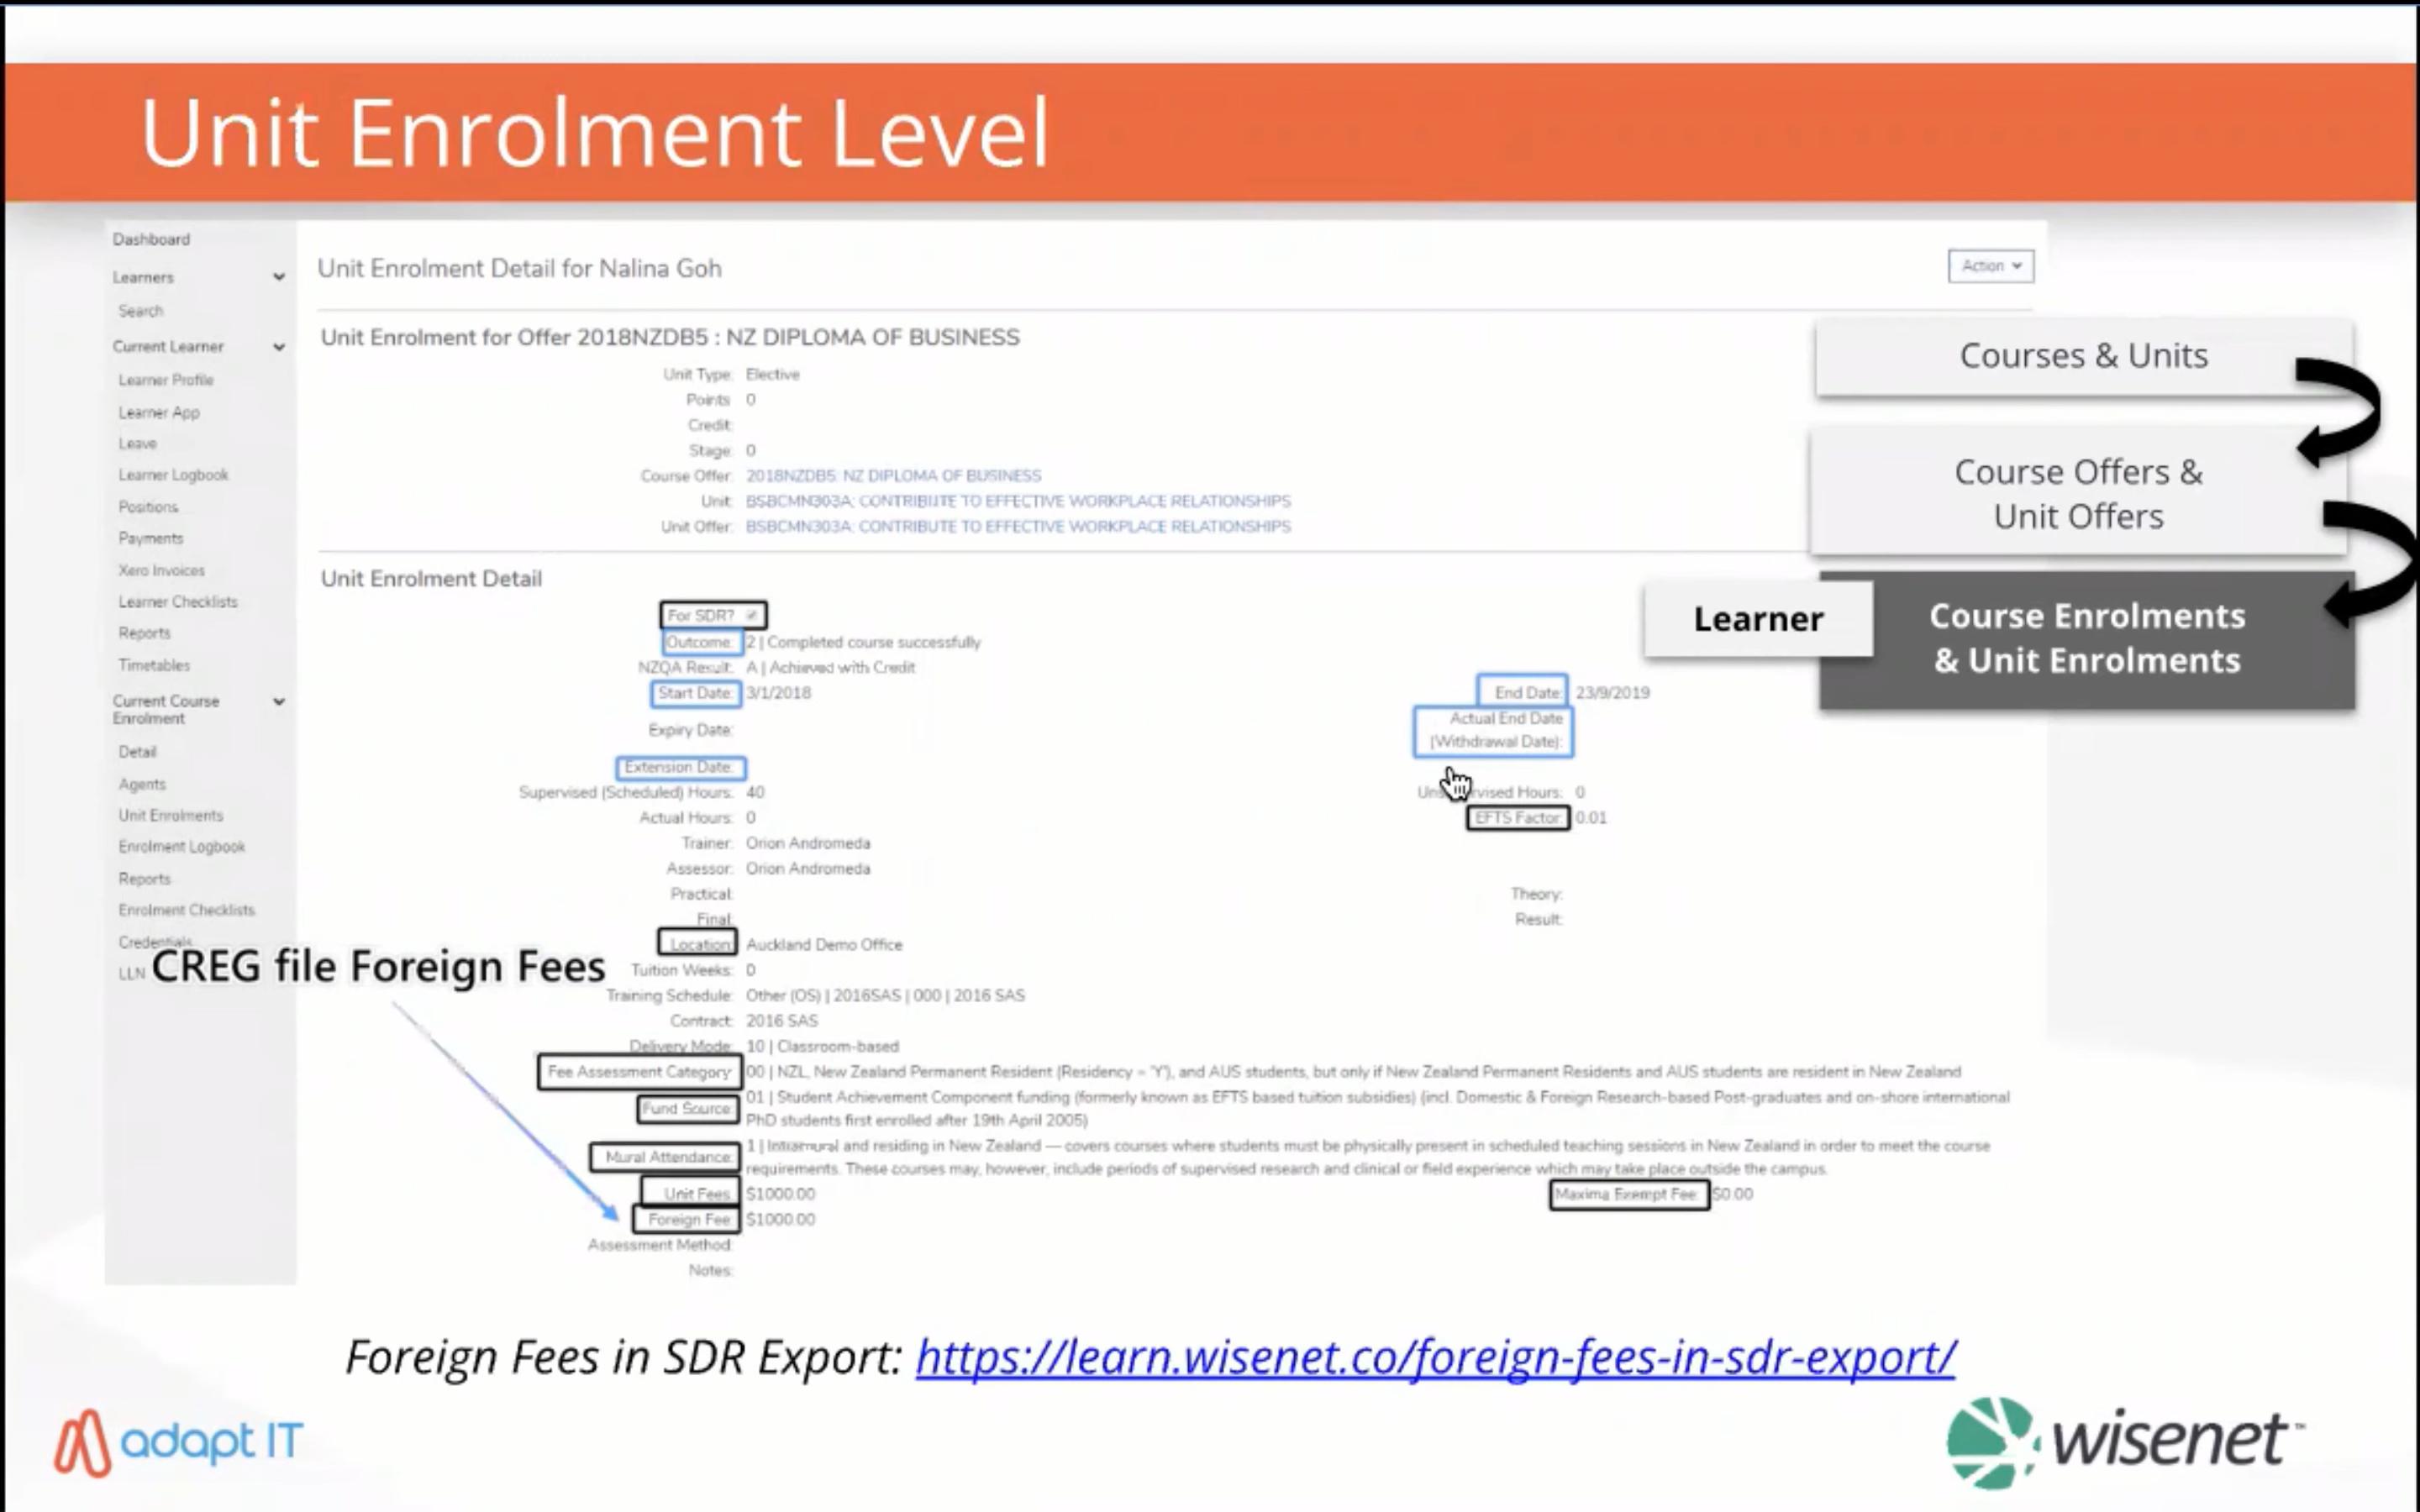 Unit Enrolment Level
Dashboard
Learners
Search
Current Learner
Learner Profile
Learner App
Leave
Learner Logbook
Positions
Payments
Xero Invoices
Learner Checklists
Reports
Timetables
Current Course
Enrolment
Detail
Agents
Unit Enrolments
Enrolment Logbook
Reports
Enrolment Checklists
Credentials
LLN
CREG file Foreign Fees
Unit Enrolment Detail for Nalina Goh
Action
Unit Enrolment for Offer 2018NZDB5 : NZ DIPLOMA OF BUSINESS
Unit Type: Elective
Points 0
Credit:
Stage: 0
Course Offer: 2018NZDB5: NZ DIPLOMA OF BUSINESS
Unit: BSBCMN303A: CONTRIBUTE TO EFFECTIVE WORKPLACE RELATIONSHIPS
Unit Offer: BSBCMN303A: CONTRIBUTE TO EFFECTIVE WORKPLACE RELATIONSHIPS
Unit Enrolment Detail
For SDR?
Outcome: 2 | Completed course successfully
NZQA Result: A | Achieved with Credit
Start Date: 3/1/2018 End Date: 23/9/2019
Expiry Date: Actual End Date
(Withdrawal Date):
Extension Date:
Supervised (Scheduled) Hours: 40 Hours: 0
Actual Hours: 0 EFTS Factor: 0.01
Trainer: Orion Andromeda
Assessor: Orion Andromeda
Practical: Theory:
Final: Result:
Location: Auckland Demo Office
Tuition Weeks: 0
Training Schedule: Other (OS) | 2016SAS | 000 | 2016 SAS
Contract: 2016 SAS
Delivery Mode: 10 | Classroom-based
Fee Assessment Category: 00 | NZL, New Zealand Permanent Resident (Residency = 'Y'), and AUS students, but only if New Zealand Permanent Residents and AUS students are resident in New Zealand
Fund Source: 01 | Student Achievement Component funding (formerly known as EFTS based tuition subsidies) (incl. Domestic & Foreign Research-based Post-graduates and on-shore international
PhD students first enrolled after 19th April 2005)
Mural Attendance: 1 | Intramural and residing in New Zealand — covers courses where students must be physically present in scheduled teaching sessions in New Zealand in order to meet the course
requirements. These courses may, however, include periods of supervised research and clinical or field experience which may take place outside the campus.
Unit Fees: $1000.00 Maxima Exempt Fee: $0.00
Foreign Fee: $1000.00
Assessment Method:
Notes:
Courses & Units
Course Offers &
Unit Offers
Learner
Course Enrolments
& Unit Enrolments
Foreign Fees in SDR Export: https://learn.wisenet.co/foreign-fees-in-sdr-export/
adapt IT
wisenet™